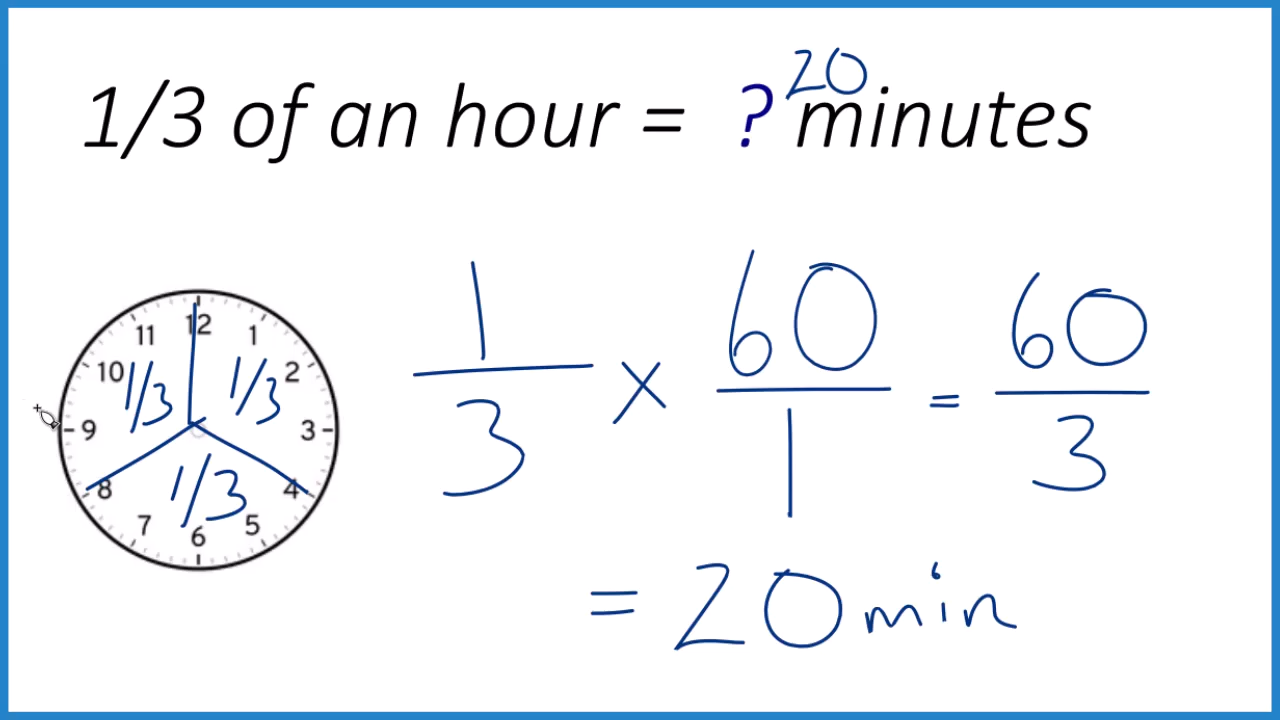 20
1/3 of an hour = ? minutes
12
11 1
10 1/3 1/3 2
9 3
8 1/3 4
7 5
6
1/3 × 60/1 = 60/3
= 20 min